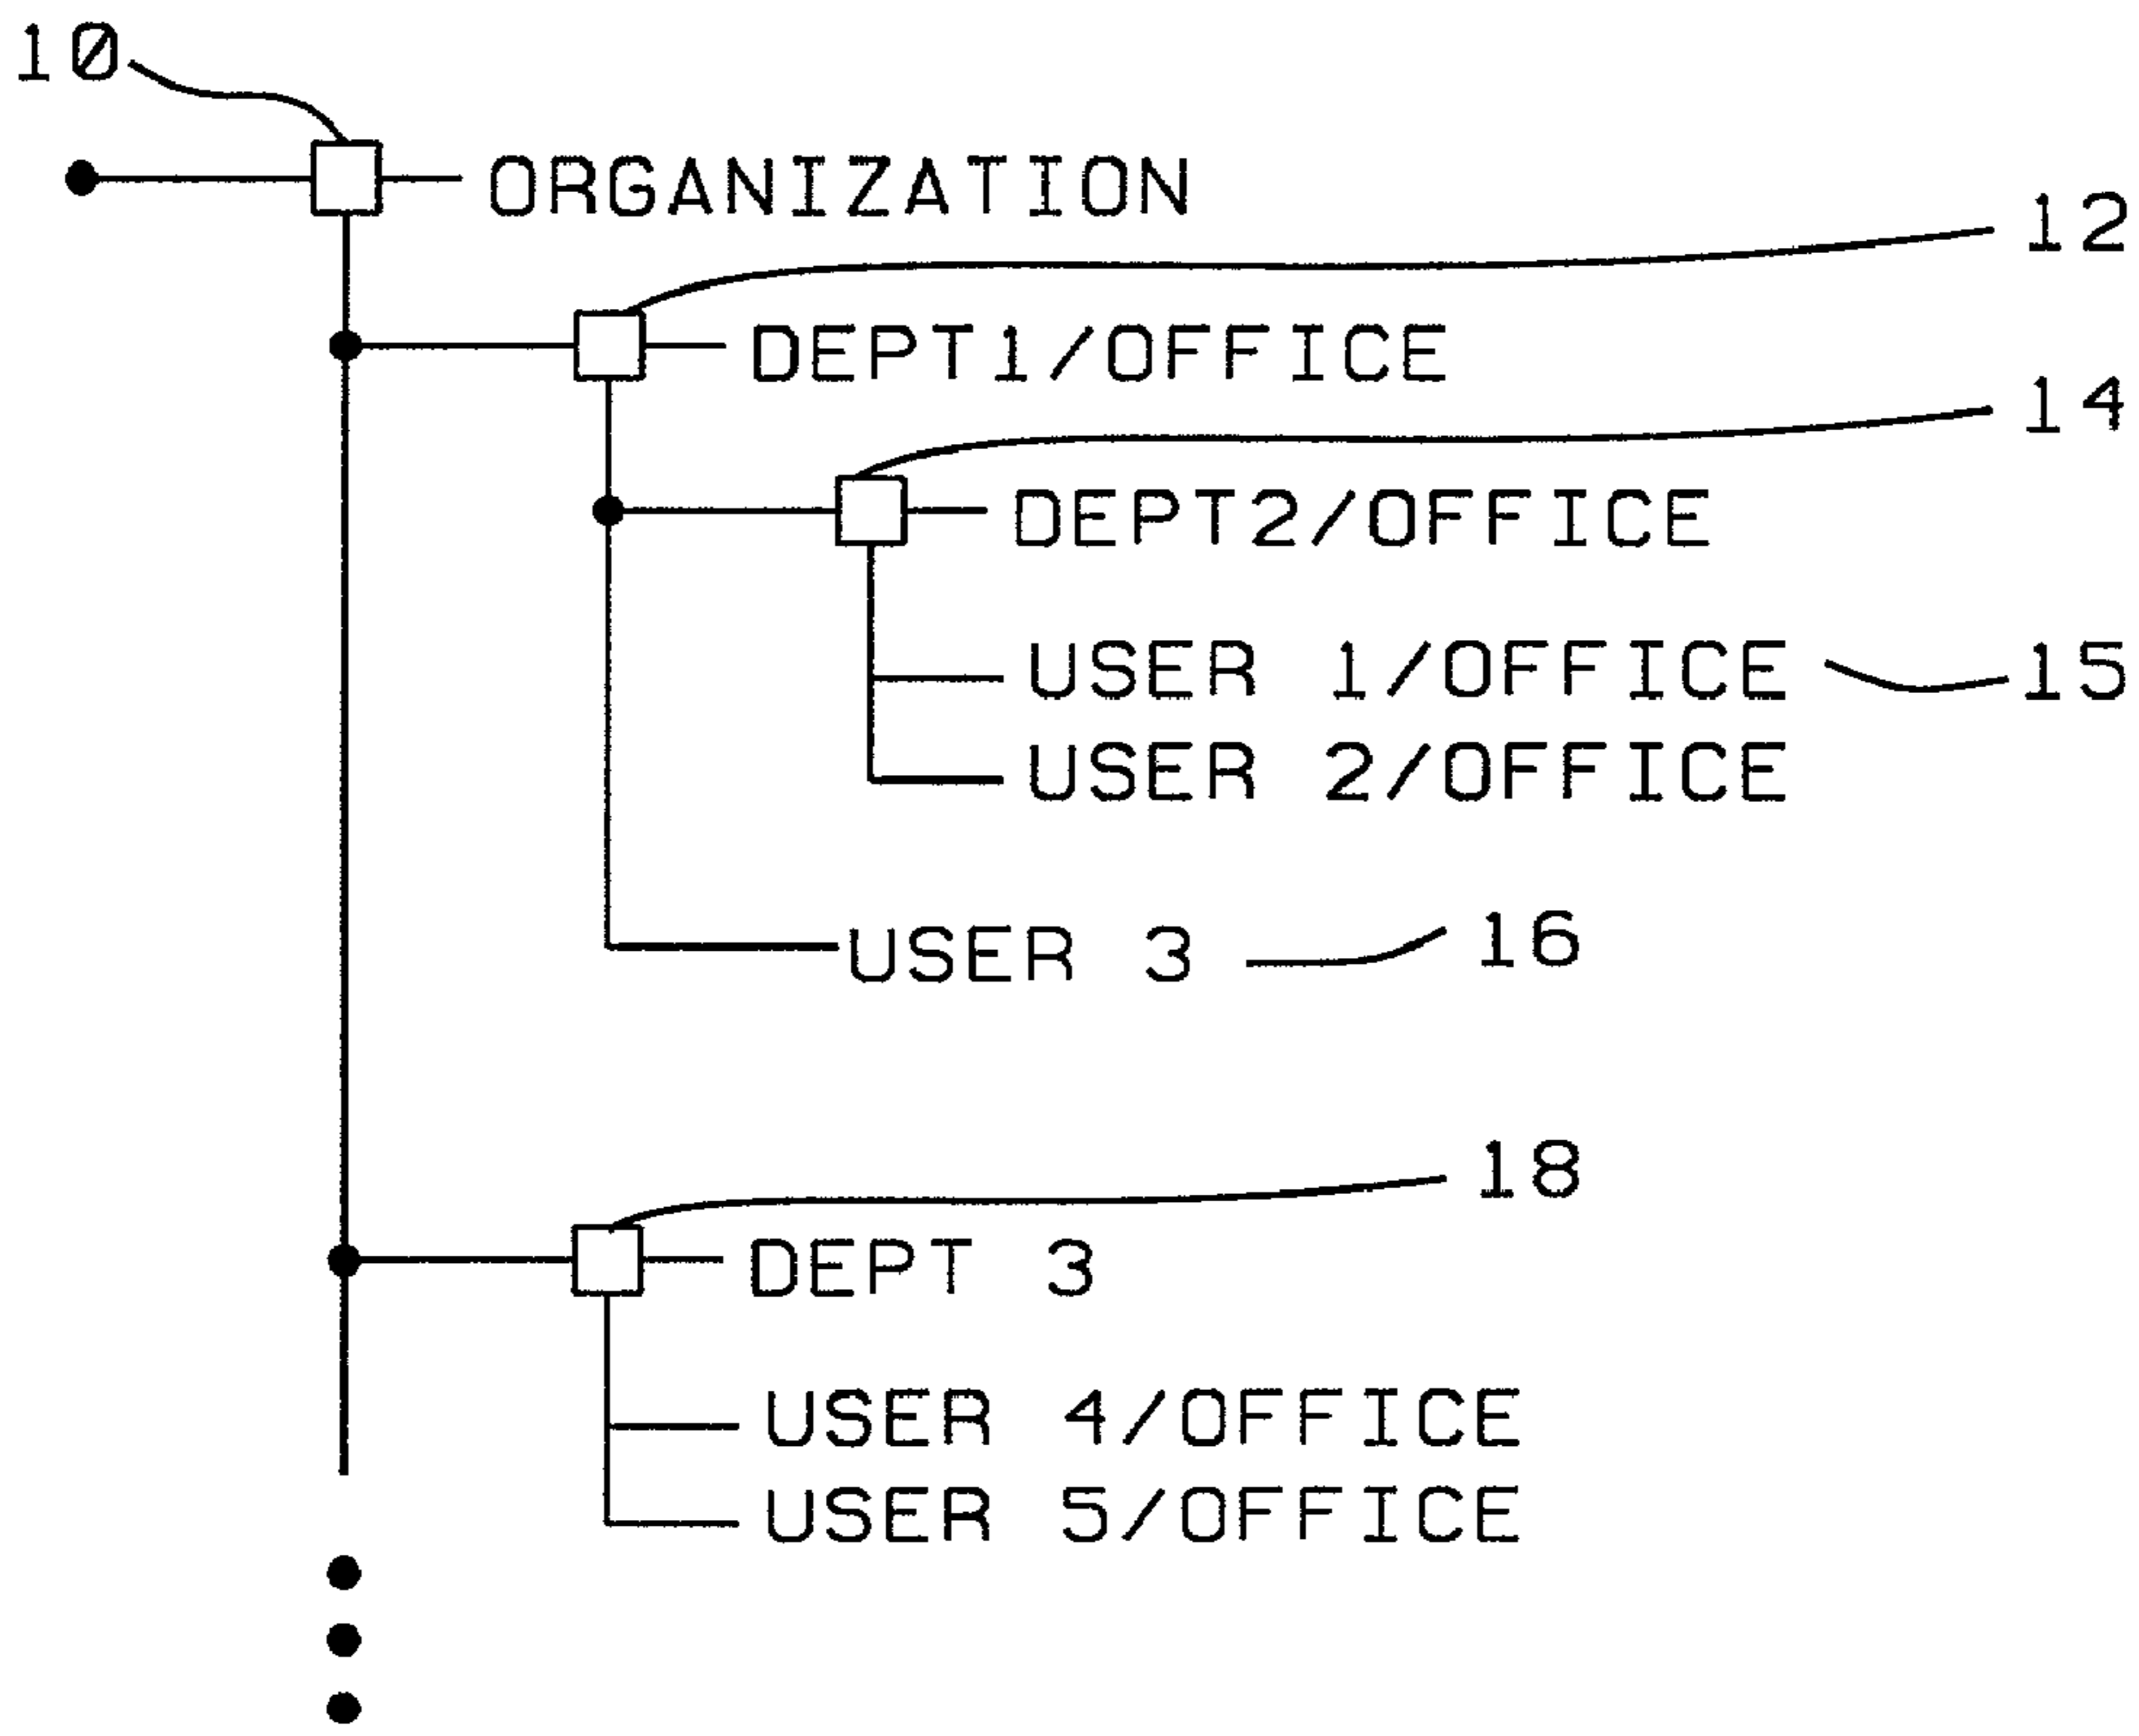 10
ORGANIZATION
12
DEPT1/OFFICE
14
DEPT2/OFFICE
USER 1/OFFICE 15
USER 2/OFFICE
USER 3 16
18
DEPT 3
USER 4/OFFICE
USER 5/OFFICE